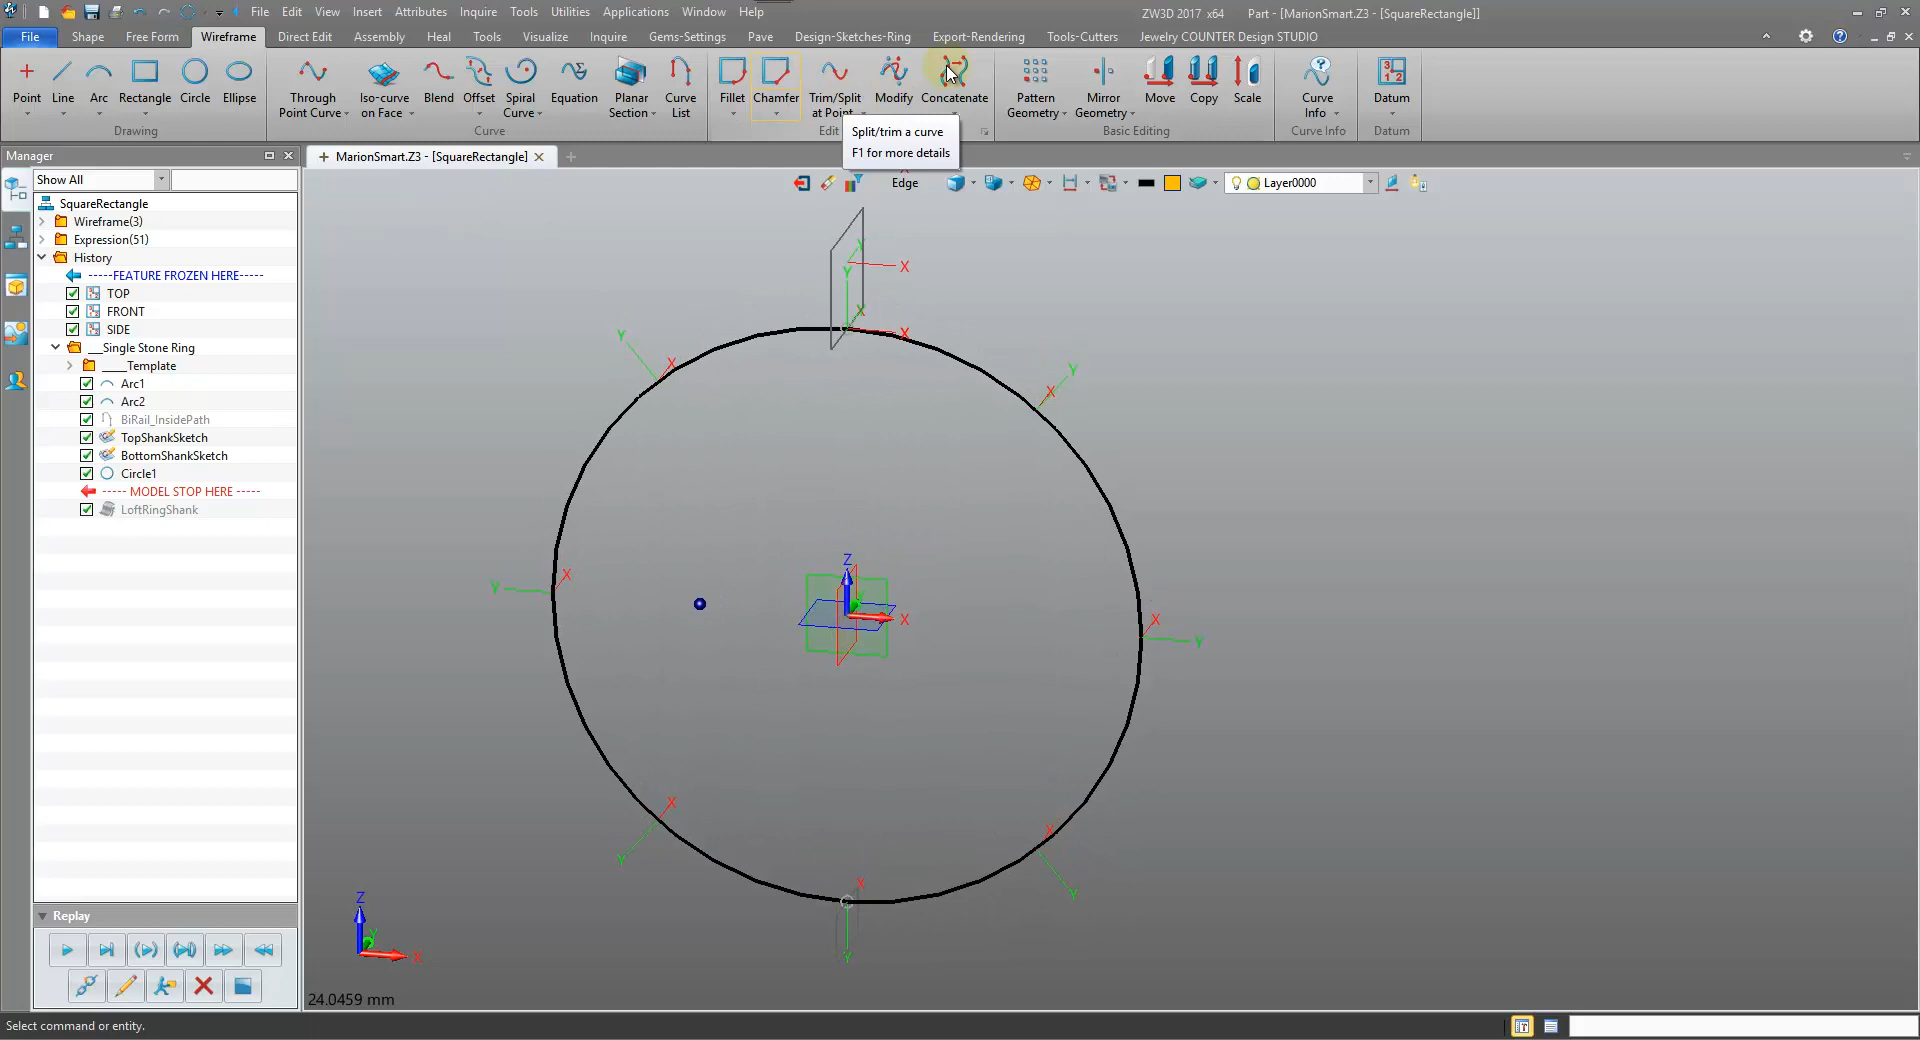 File Edit View Insert Attributes Inquire Tools Utilities Applications Window Help
ZW3D 2017 x64 Part - [MarionSmart.Z3 - [SquareRectangle]]
File Shape Free Form Wireframe Direct Edit Assembly Heal Tools Visualize Inquire Gems-Settings Pave Design-Sketches-Ring Export-Rendering Tools-Cutters Jewelry COUNTER Design STUDIO
Point Line Arc Rectangle Circle Ellipse
Drawing
Through Point Curve
Iso-curve on Face
Blend
Offset
Spiral Curve
Equation
Planar Section
Curve List
Curve
Fillet
Chamfer
Trim/Split at Point
Modify
Concatenate
Edit
Pattern Geometry
Mirror Geometry
Move
Copy
Scale
Basic Editing
Curve Info
Curve Info
Datum
Datum
Split/trim a curve
F1 for more details
Manager
MarionSmart.Z3 - [SquareRectangle]
Show All
Edge
Layer0000
SquareRectangle
Wireframe(3)
Expression(51)
History
-----FEATURE FROZEN HERE-----
TOP
FRONT
SIDE
__Single Stone Ring
____Template
Arc1
Arc2
BiRail_InsidePath
TopShankSketch
BottomShankSketch
Circle1
----- MODEL STOP HERE -----
LoftRingShank
Y
X
Y
X
X
Y
X
Y
X
Y
X
Z
Y X
X
X Y
X
Y
X
Y
X
Y
X
Y
Z
Y
X
Replay
24.0459 mm
Select command or entity.